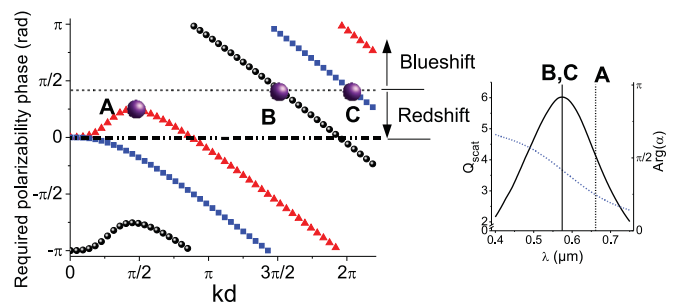 Required polarizability phase (rad)
π
π/2
0
-π/2
-π
0
π/2
π
3π/2
2π
kd
A
B
C
Blueshift
Redshift
B,C
A
Q_scat
6
5
4
3
2
0.4
0.5
0.6
0.7
λ (μm)
π
π/2
0
Arg(α)